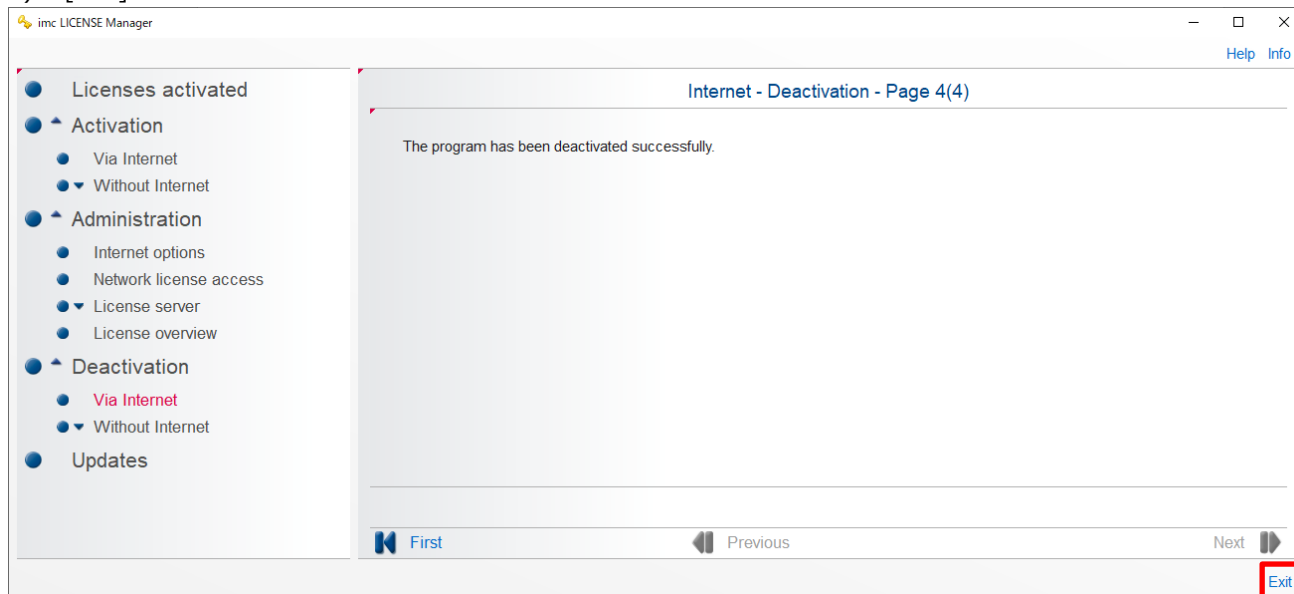 imc LICENSE Manager
Help Info
Licenses activated
Activation
Via Internet
Without Internet
Administration
Internet options
Network license access
License server
License overview
Deactivation
Via Internet
Without Internet
Updates
Internet - Deactivation - Page 4(4)
The program has been deactivated successfully.
First Previous Next
Exit